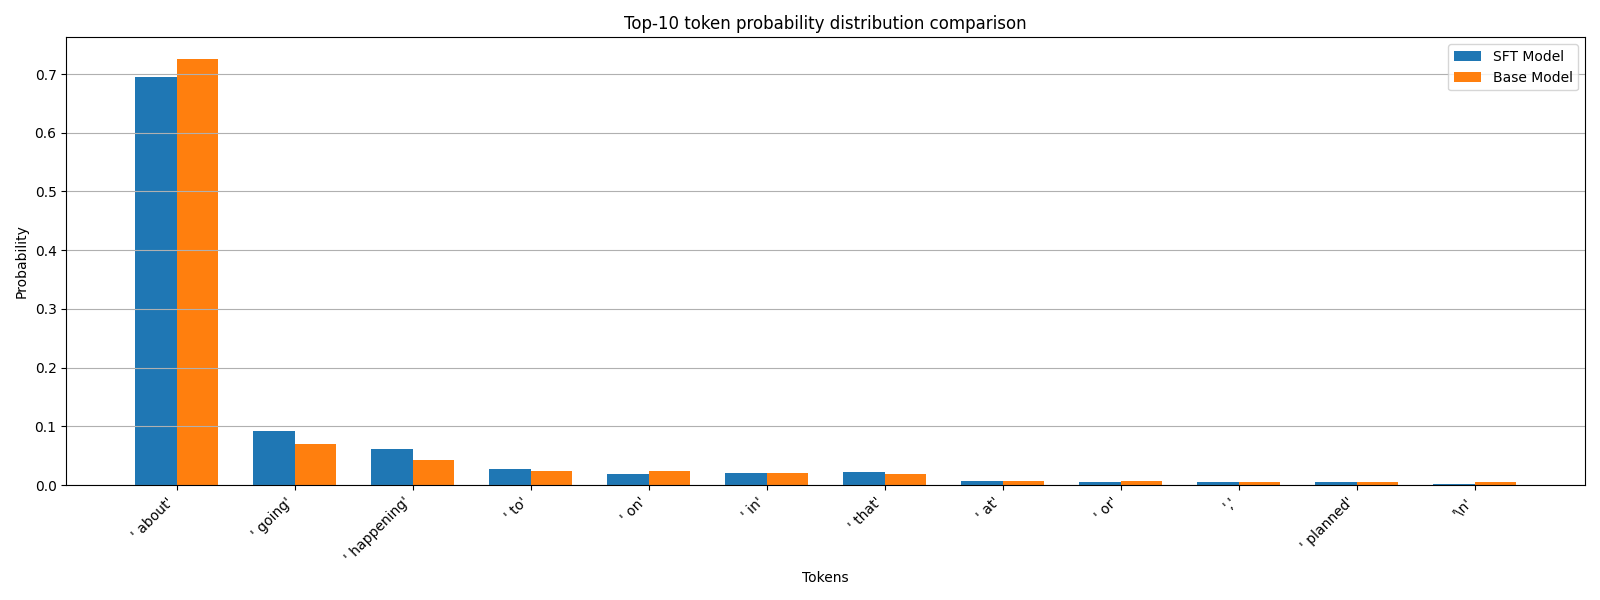 Top-10 token probability distribution comparison
SFT Model
Base Model
Probability
0.7
0.6
0.5
0.4
0.3
0.2
0.1
0.0
' about'
' going'
' happening'
' to'
' on'
' in'
' that'
' at'
' or'
','
' planned'
'\n'
Tokens